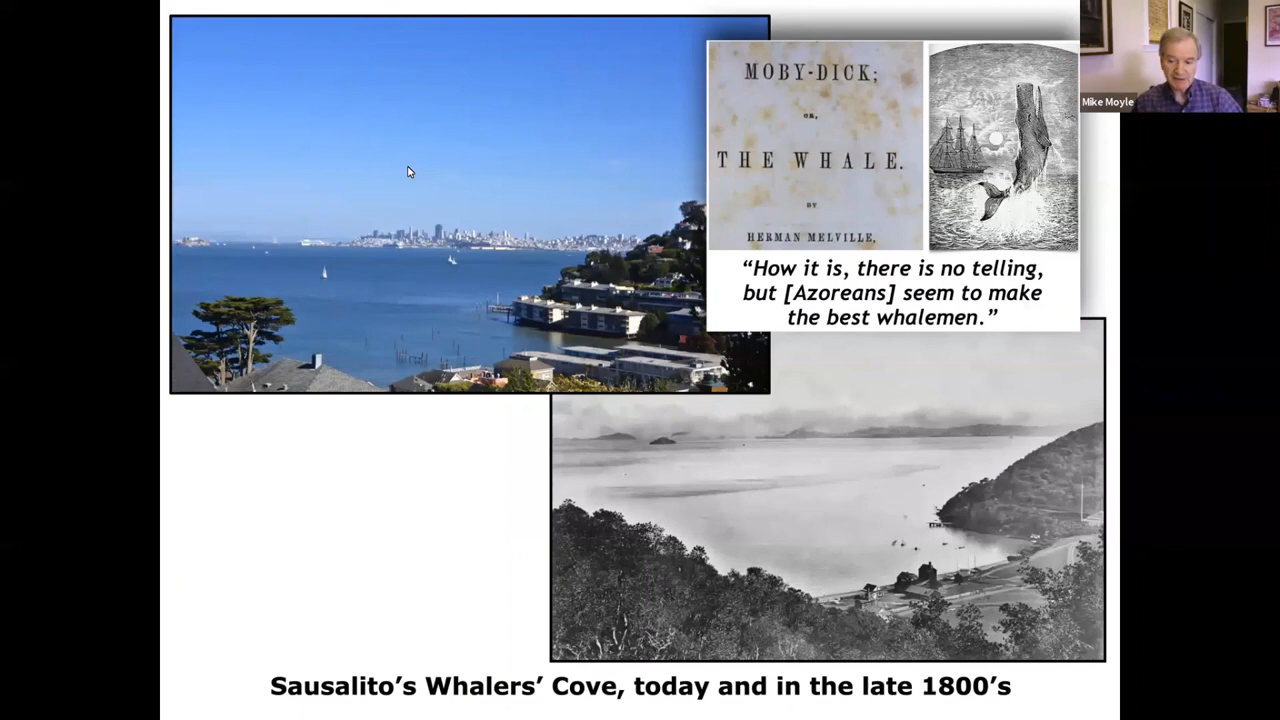 MOBY-DICK;
OR,
THE WHALE.
BY
HERMAN MELVILLE,
“How it is, there is no telling,
but [Azoreans] seem to make
the best whalemen.”
Mike Moyle
Sausalito’s Whalers’ Cove, today and in the late 1800’s